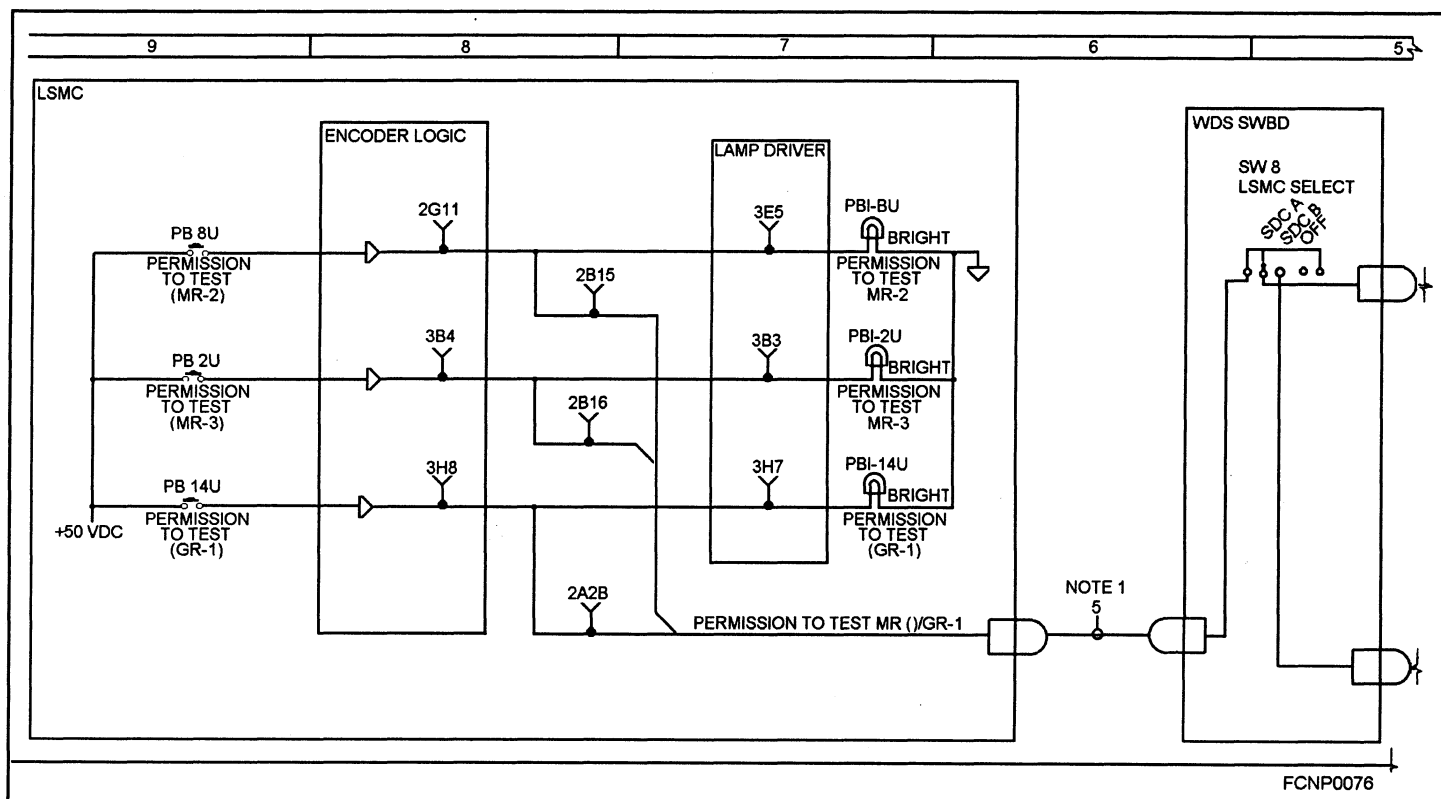 9 8 7 6 5
LSMC
ENCODER LOGIC
LAMP DRIVER
WDS SWBD
SW 8
LSMC SELECT
SDC A
SDC B
OFF
PB 8U
PERMISSION
TO TEST
(MR-2)
2G11
2B15
3E5
PBI-BU
BRIGHT
PERMISSION
TO TEST
MR-2
PB 2U
PERMISSION
TO TEST
(MR-3)
3B4
2B16
3B3
PBI-2U
BRIGHT
PERMISSION
TO TEST
MR-3
PB 14U
PERMISSION
TO TEST
(GR-1)
+50 VDC
3H8
3H7
PBI-14U
BRIGHT
PERMISSION
TO TEST
(GR-1)
2A2B
PERMISSION TO TEST MR ()/GR-1
NOTE 1
5
FCNP0076